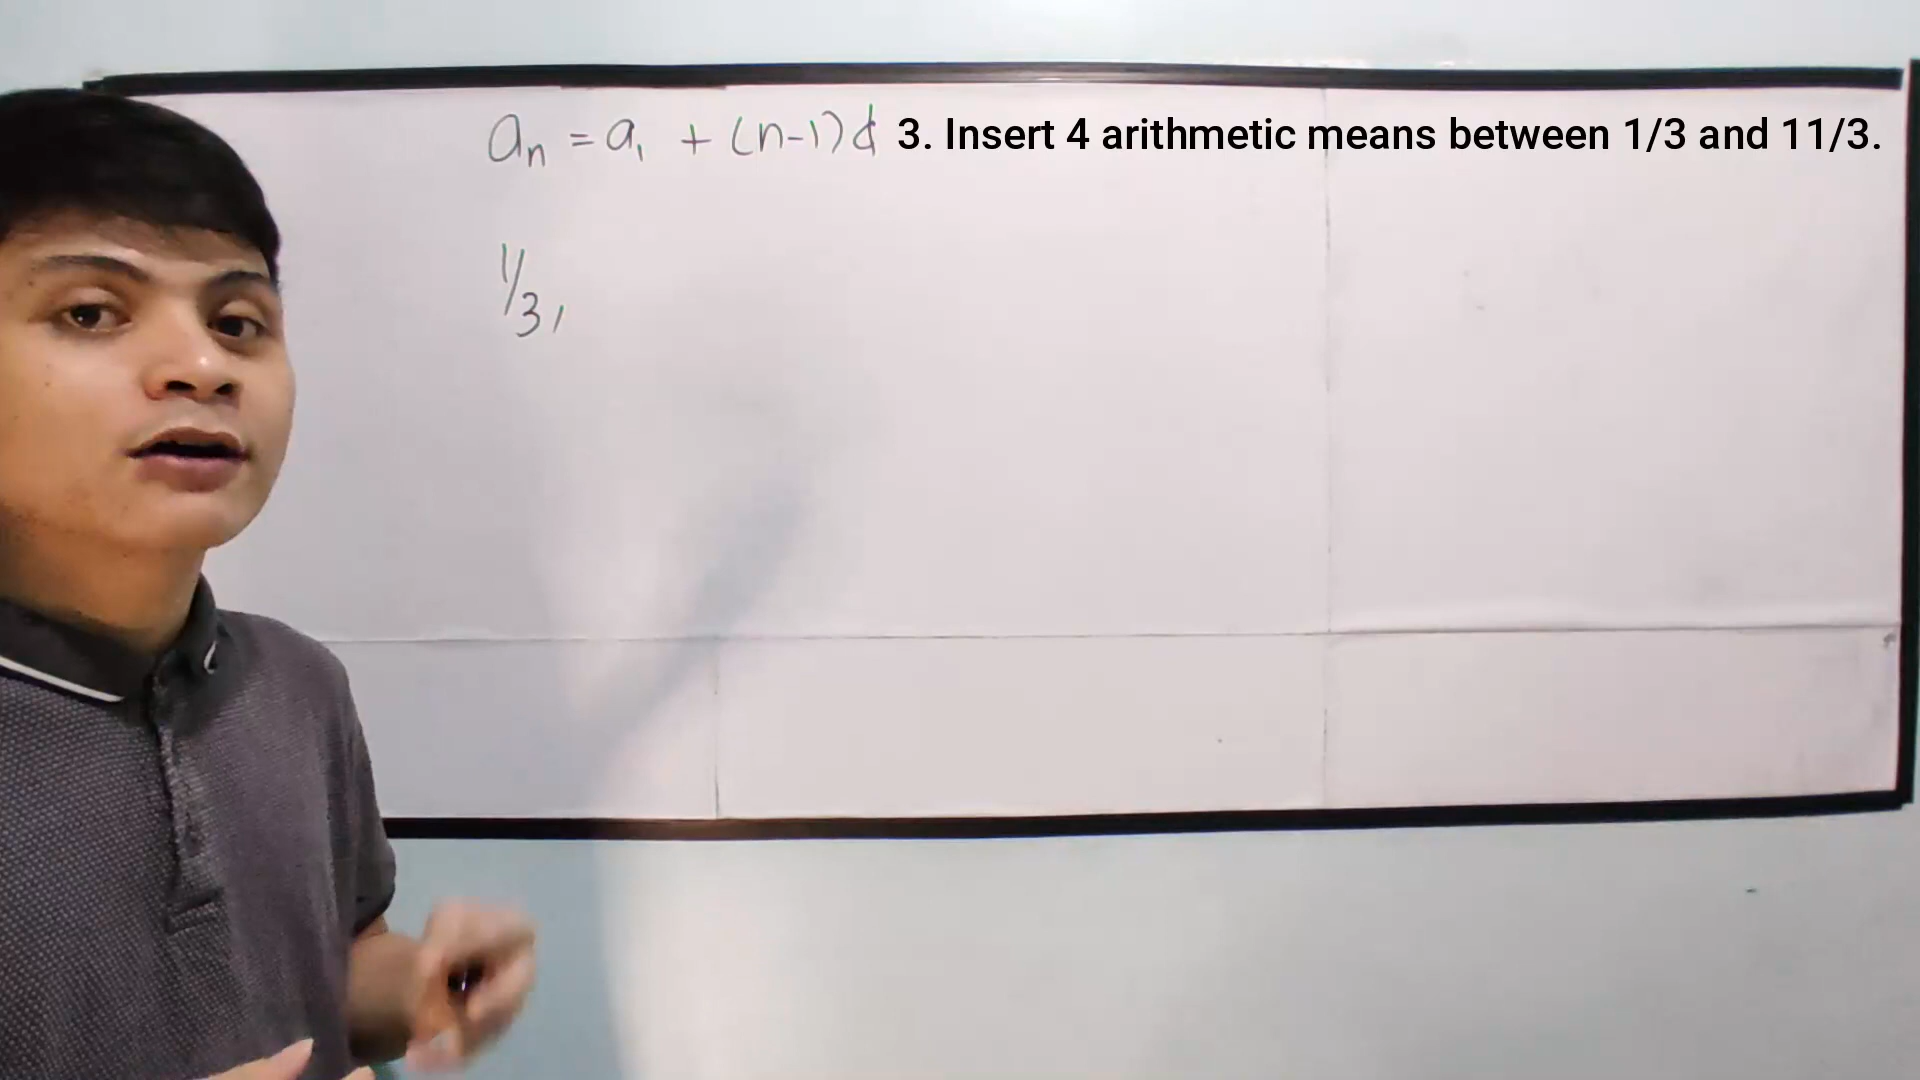 aₙ = a₁ + (n-1)d 3. Insert 4 arithmetic means between 1/3 and 11/3.
1/3,